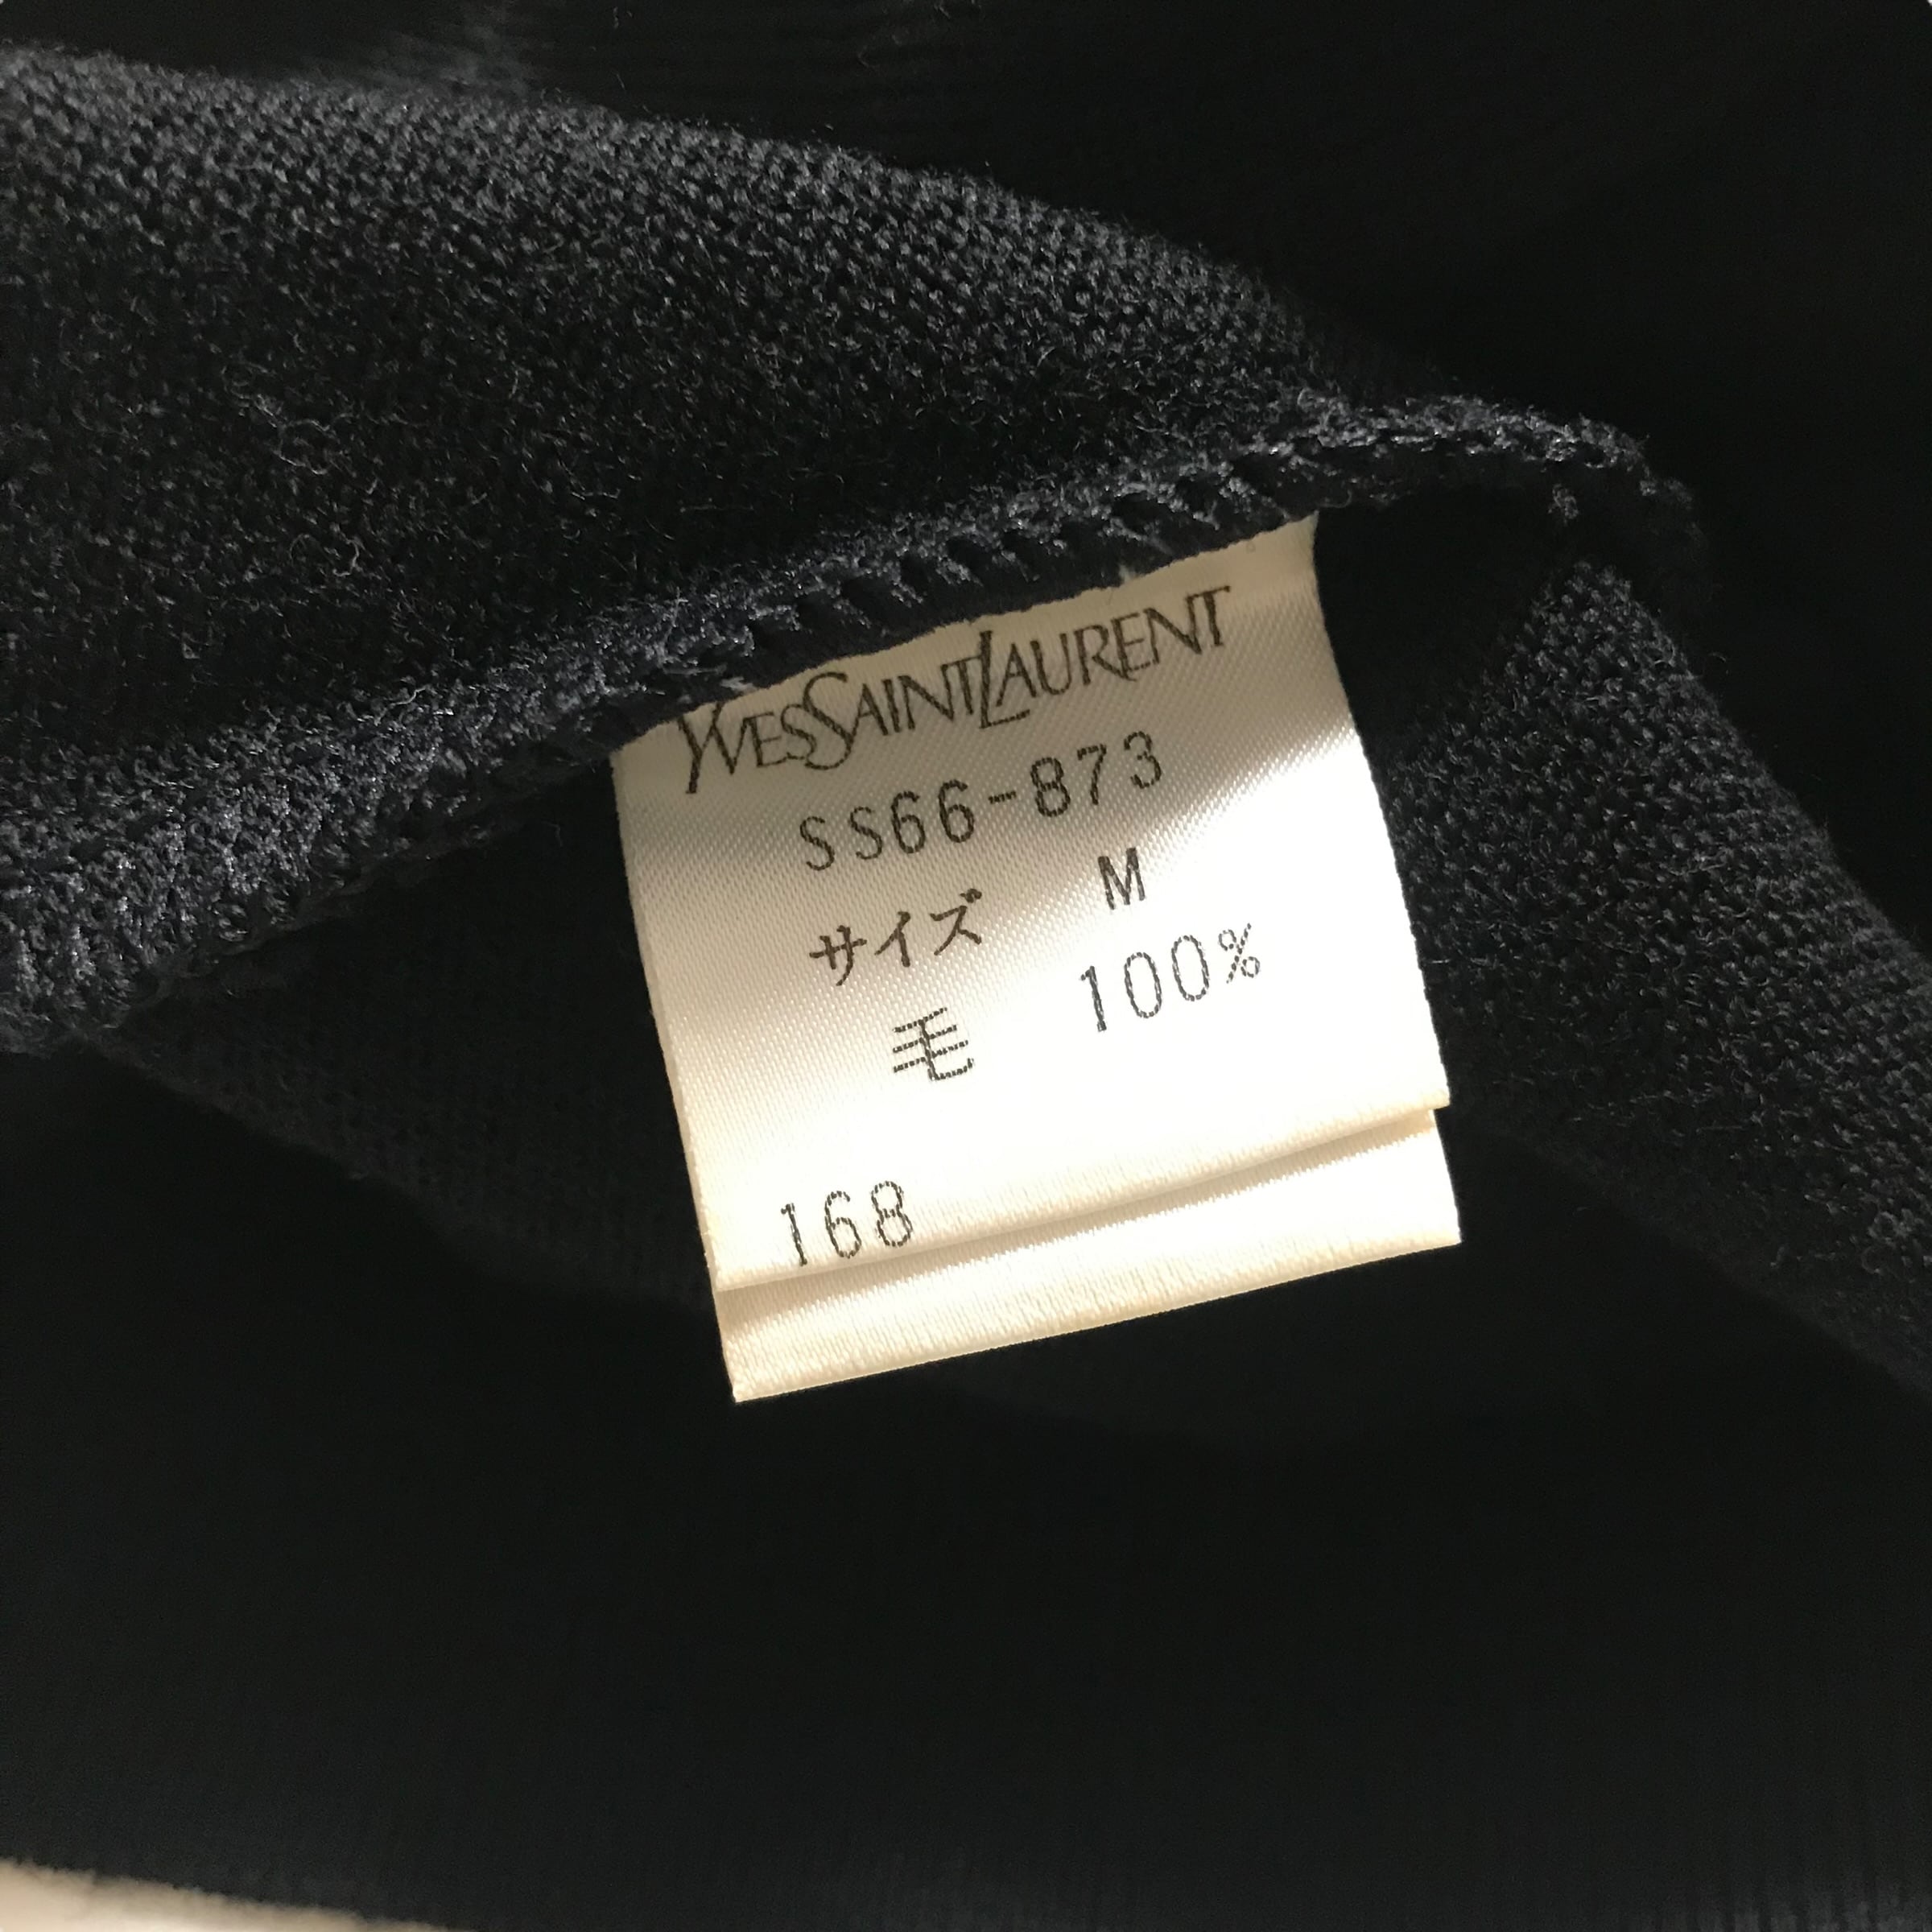 YVESSAINTLAURENT
SS66-873
サイズ M
毛 100%
168